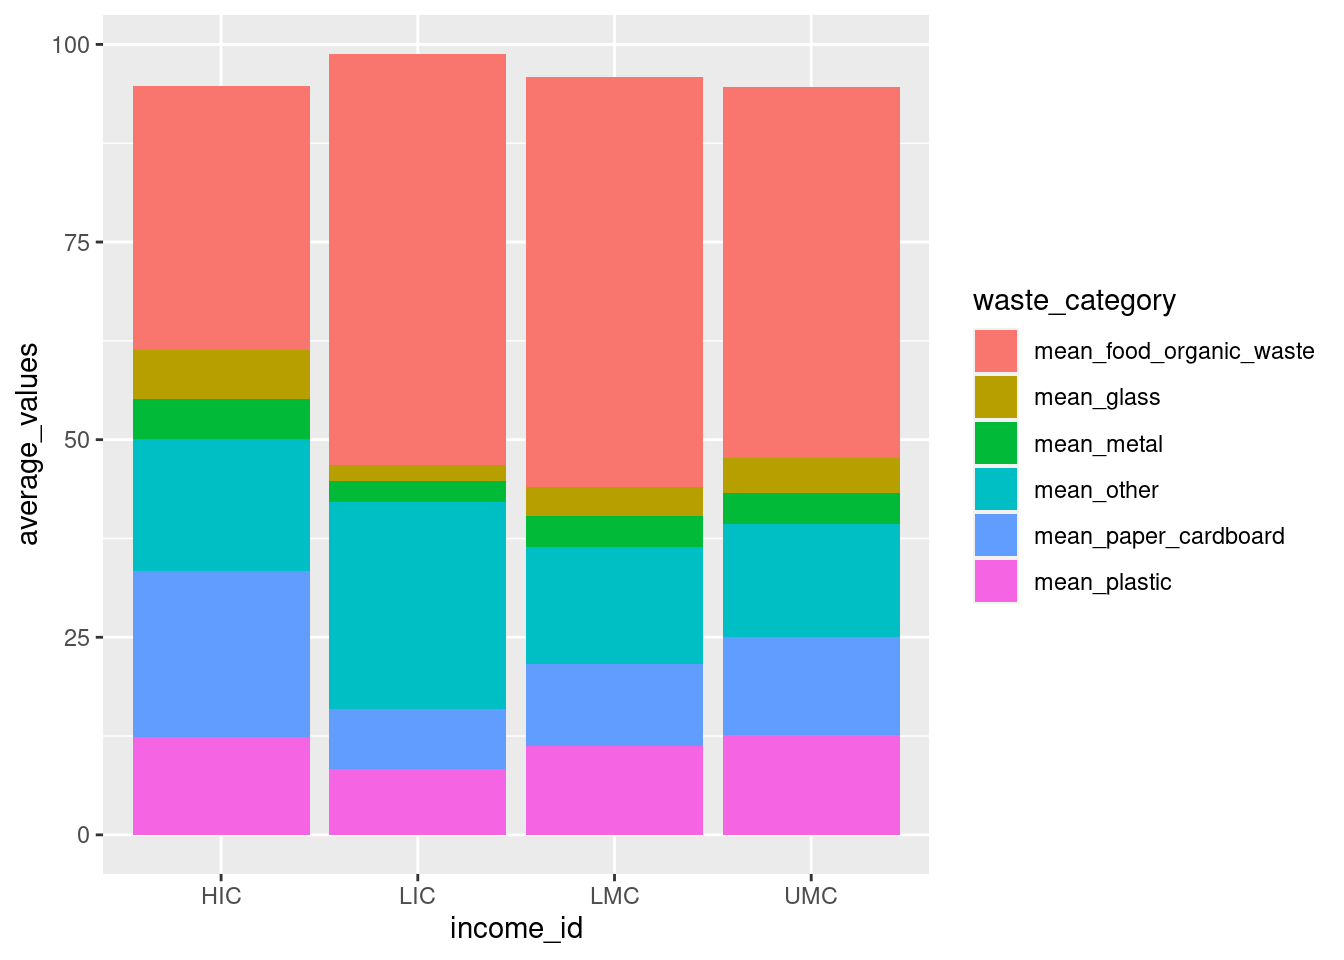 average_values
100
75
50
25
0
HIC LIC LMC UMC
income_id
waste_category
mean_food_organic_waste
mean_glass
mean_metal
mean_other
mean_paper_cardboard
mean_plastic